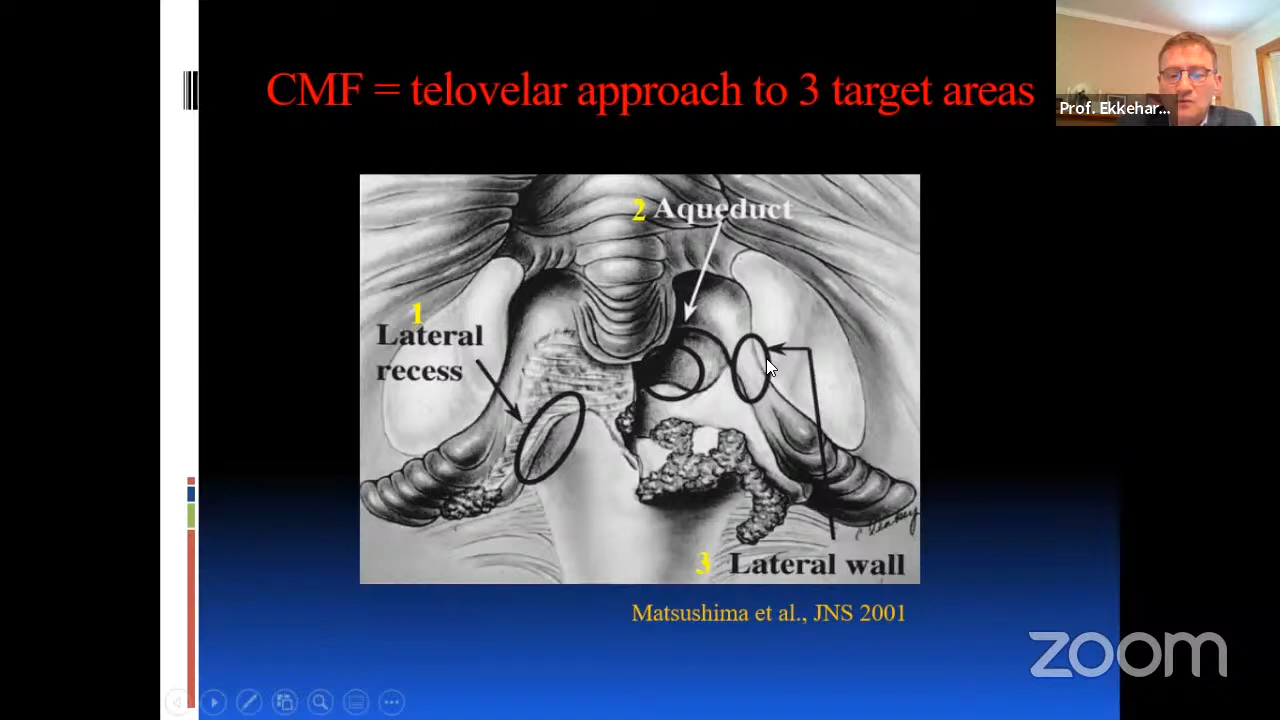 CMF = telovelar approach to 3 target areas
Prof. Ekkehar...
2 Aqueduct
1
Lateral
recess
3 Lateral wall
Matsushima et al., JNS 2001
zoom